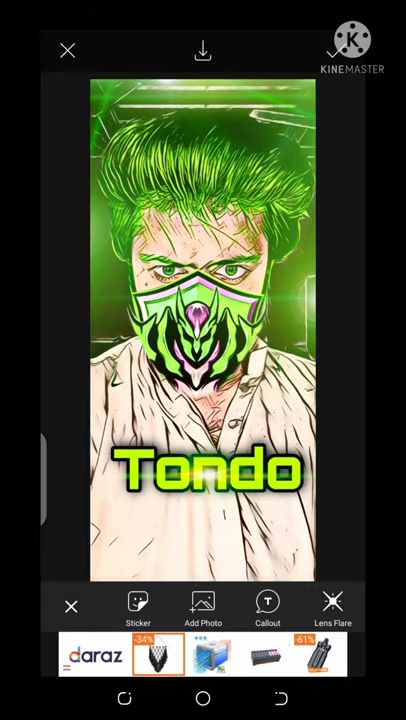 KINEMASTER
Tondo
Sticker
Add Photo
Callout
Lens Flare
daraz
-34%
-61%